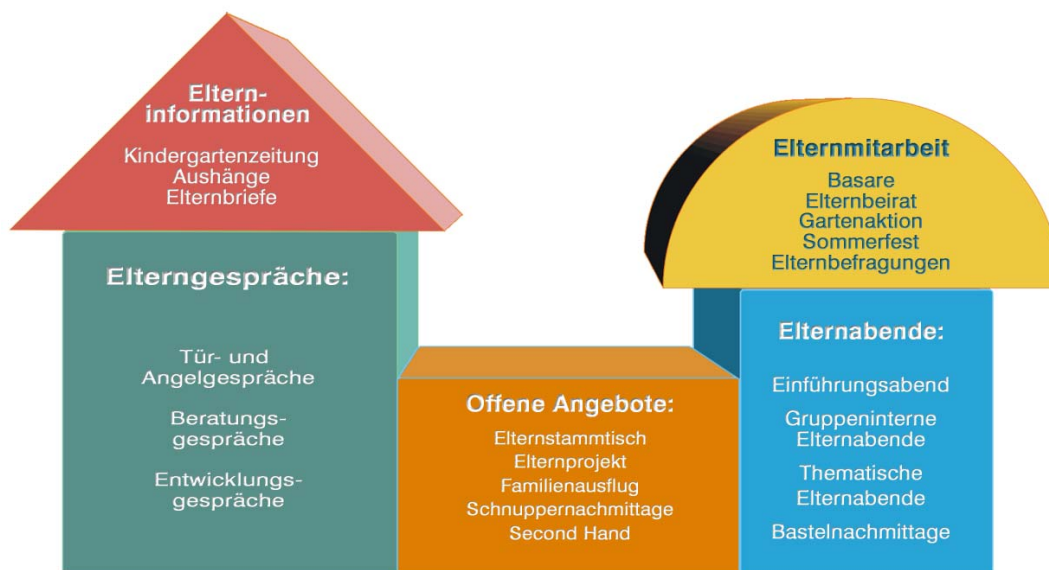 Eltern-
informationen
Kindergartenzeitung
Aushänge
Elternbriefe
Elterngespräche:
Tür- und
Angelgespräche
Beratungs-
gespräche
Entwicklungs-
gespräche
Offene Angebote:
Elternstammtisch
Elternprojekt
Familienausflug
Schnuppernachmittage
Second Hand
Elternmitarbeit
Basare
Elternbeirat
Gartenaktion
Sommerfest
Elternbefragungen
Elternabende:
Einführungsabend
Gruppeninterne
Elternabende
Thematische
Elternabende
Bastelnachmittage